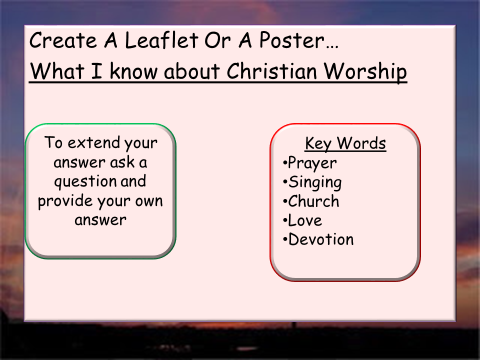 Create A Leaflet Or A Poster…
What I know about Christian Worship
To extend your
answer ask a
question and
provide your own
answer
Key Words
•Prayer
•Singing
•Church
•Love
•Devotion